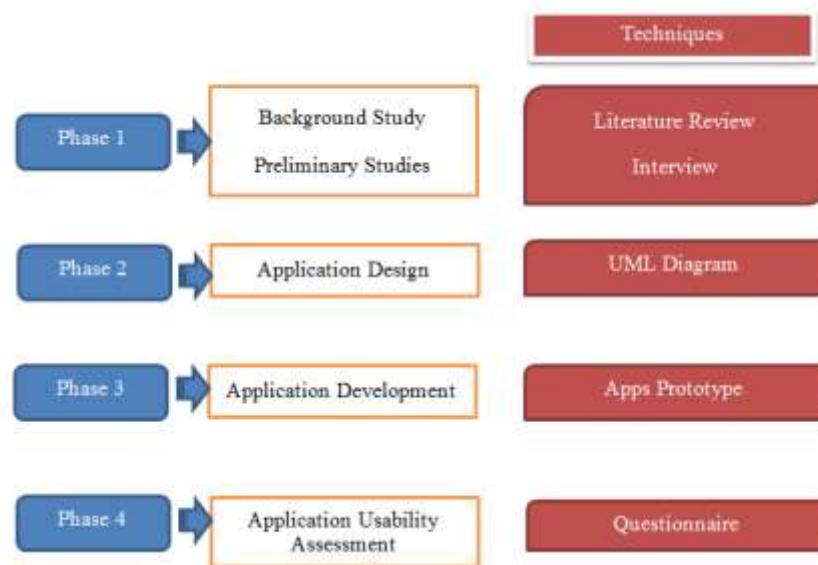 Techniques
Phase 1
Background Study
Preliminary Studies
Literature Review
Interview
Phase 2
Application Design
UML Diagram
Phase 3
Application Development
Apps Prototype
Phase 4
Application Usability
Assessment
Questionnaire